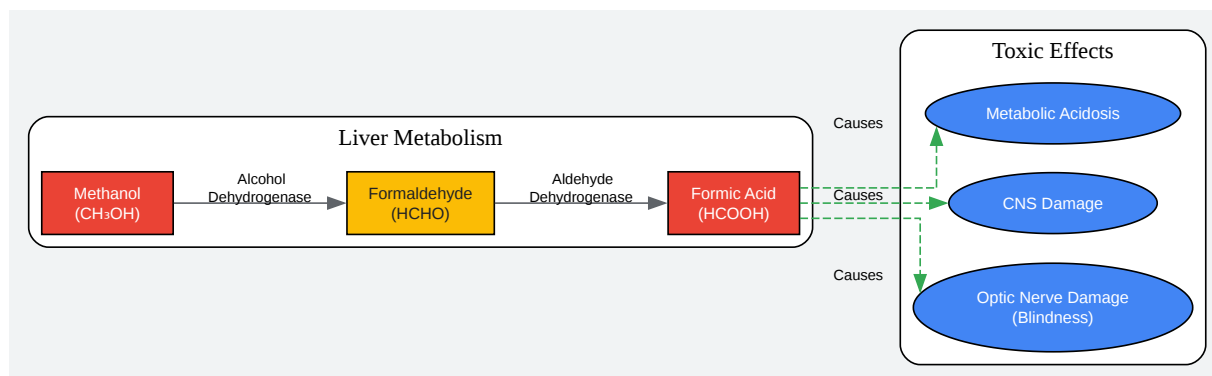 Toxic Effects
Liver Metabolism
Methanol
(CH₃OH)
Alcohol
Dehydrogenase
Formaldehyde
(HCHO)
Aldehyde
Dehydrogenase
Formic Acid
(HCOOH)
Causes
Metabolic Acidosis
Causes
CNS Damage
Causes
Optic Nerve Damage
(Blindness)